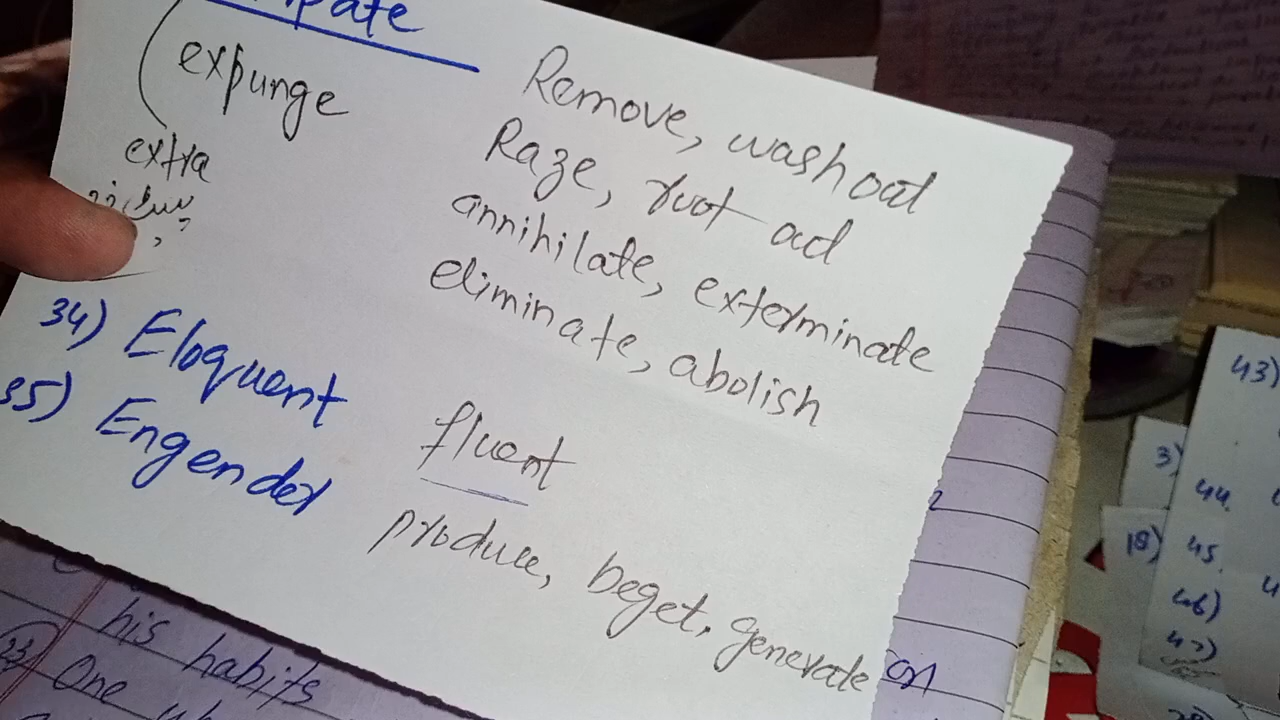 expunge
Remove, washout
extra
Raze, root out
annihilate, exterminate
eliminate, abolish
34) Eloquent
fluent
35) Engender
produce, beget, generate
his habits
One
on
43)
3)
44.
18)
45.
46)
47)